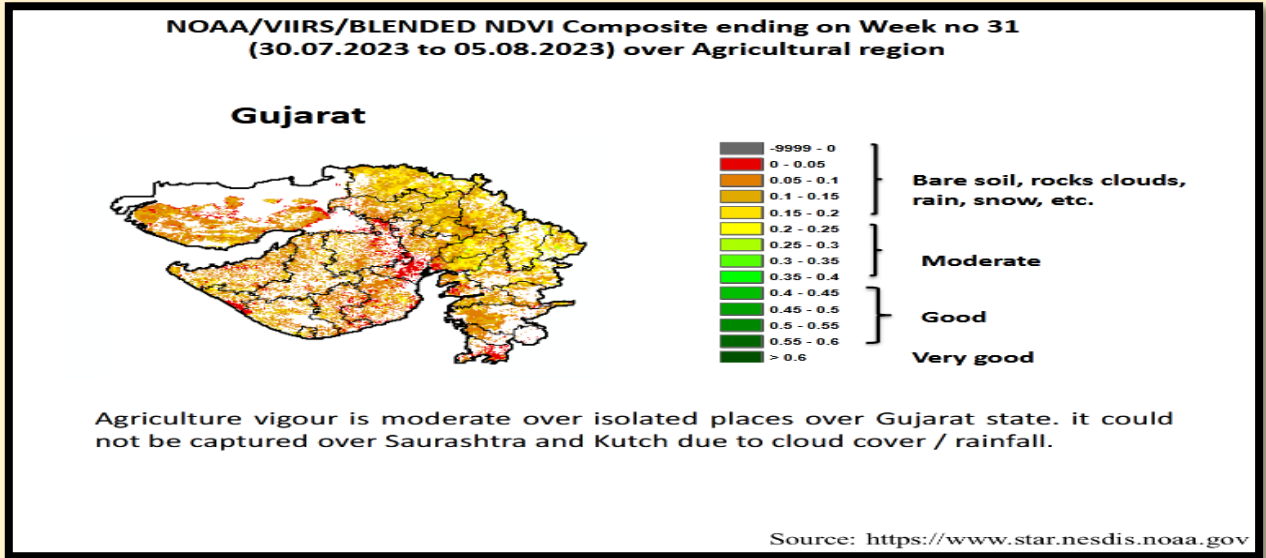 NOAA/VIIRS/BLENDED NDVI Composite ending on Week no 31
(30.07.2023 to 05.08.2023) over Agricultural region
Gujarat
-9999 - 0
0 - 0.05
0.05 - 0.1
0.1 - 0.15
0.15 - 0.2
0.2 - 0.25
0.25 - 0.3
0.3 - 0.35
0.35 - 0.4
0.4 - 0.45
0.45 - 0.5
0.5 - 0.55
0.55 - 0.6
> 0.6
Bare soil, rocks clouds,
rain, snow, etc.
Moderate
Good
Very good
Agriculture vigour is moderate over isolated places over Gujarat state. it could
not be captured over Saurashtra and Kutch due to cloud cover / rainfall.
Source: https://www.star.nesdis.noaa.gov